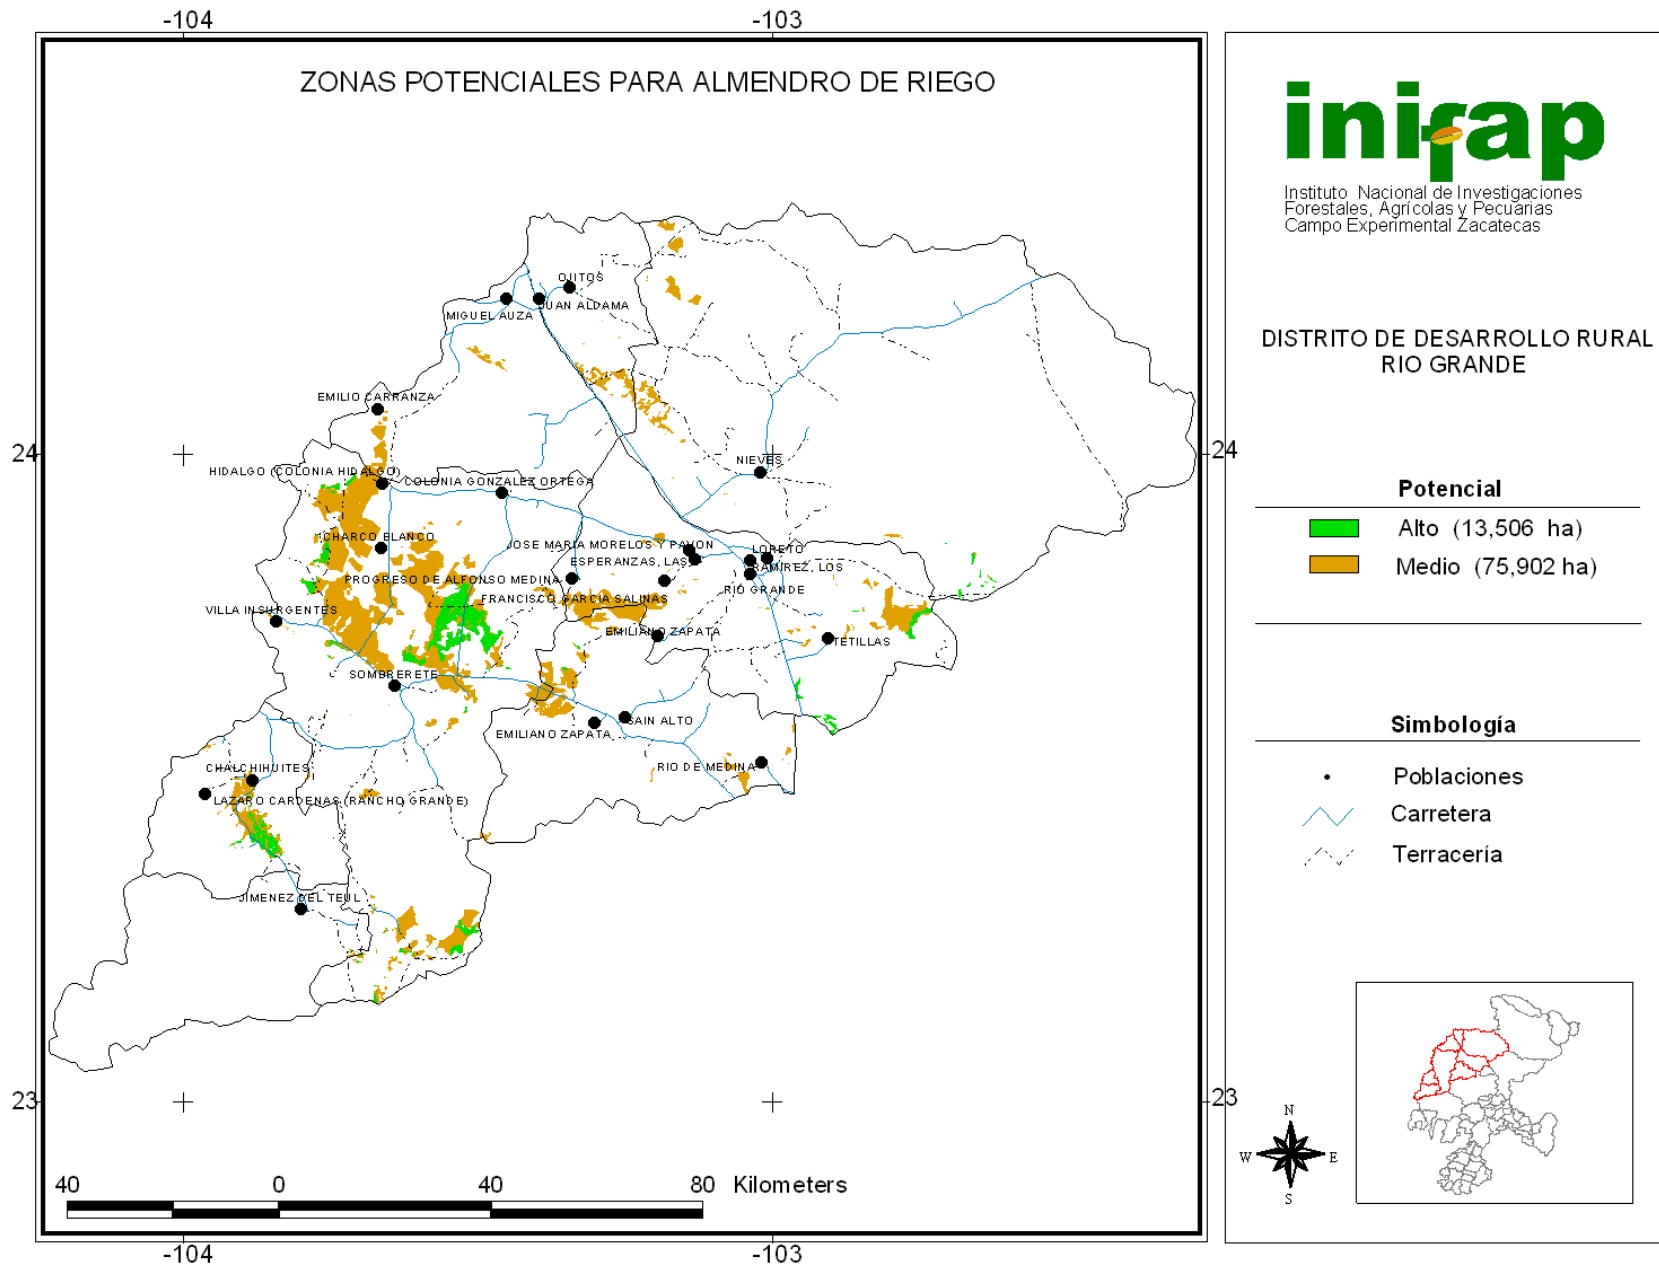 -104
-103
ZONAS POTENCIALES PARA ALMENDRO DE RIEGO
OJITOS
JUAN ALDAMA
MIGUEL AUZA
EMILIO CARRANZA
24
24
NIEVES
HIDALGO (COLONIA HIDALGO)
COLONIA GONZALEZ ORTEGA
CHARCO BLANCO
JOSE MARIA MORELOS Y PAVON
LORETO
ESPERANZAS, LAS
RAMIREZ, LOS
PROGRESO DE ALFONSO MEDINA
RIO GRANDE
FRANCISCO GARCIA SALINAS
VILLA INSURGENTES
EMILIANO ZAPATA
TETILLAS
SOMBRERETE
SAIN ALTO
EMILIANO ZAPATA
RIO DE MEDINA
CHALCHIHUITES
LAZARO CARDENAS (RANCHO GRANDE)
JIMENEZ DEL TEUL
23
23
40 0 40 80 Kilometers
-104
-103
inifap
Instituto Nacional de Investigaciones
Forestales, Agrícolas y Pecuarias
Campo Experimental Zacatecas
DISTRITO DE DESARROLLO RURAL
RIO GRANDE
Potencial
Alto (13,506 ha)
Medio (75,902 ha)
Simbología
Poblaciones
Carretera
Terracería
N
W E
S